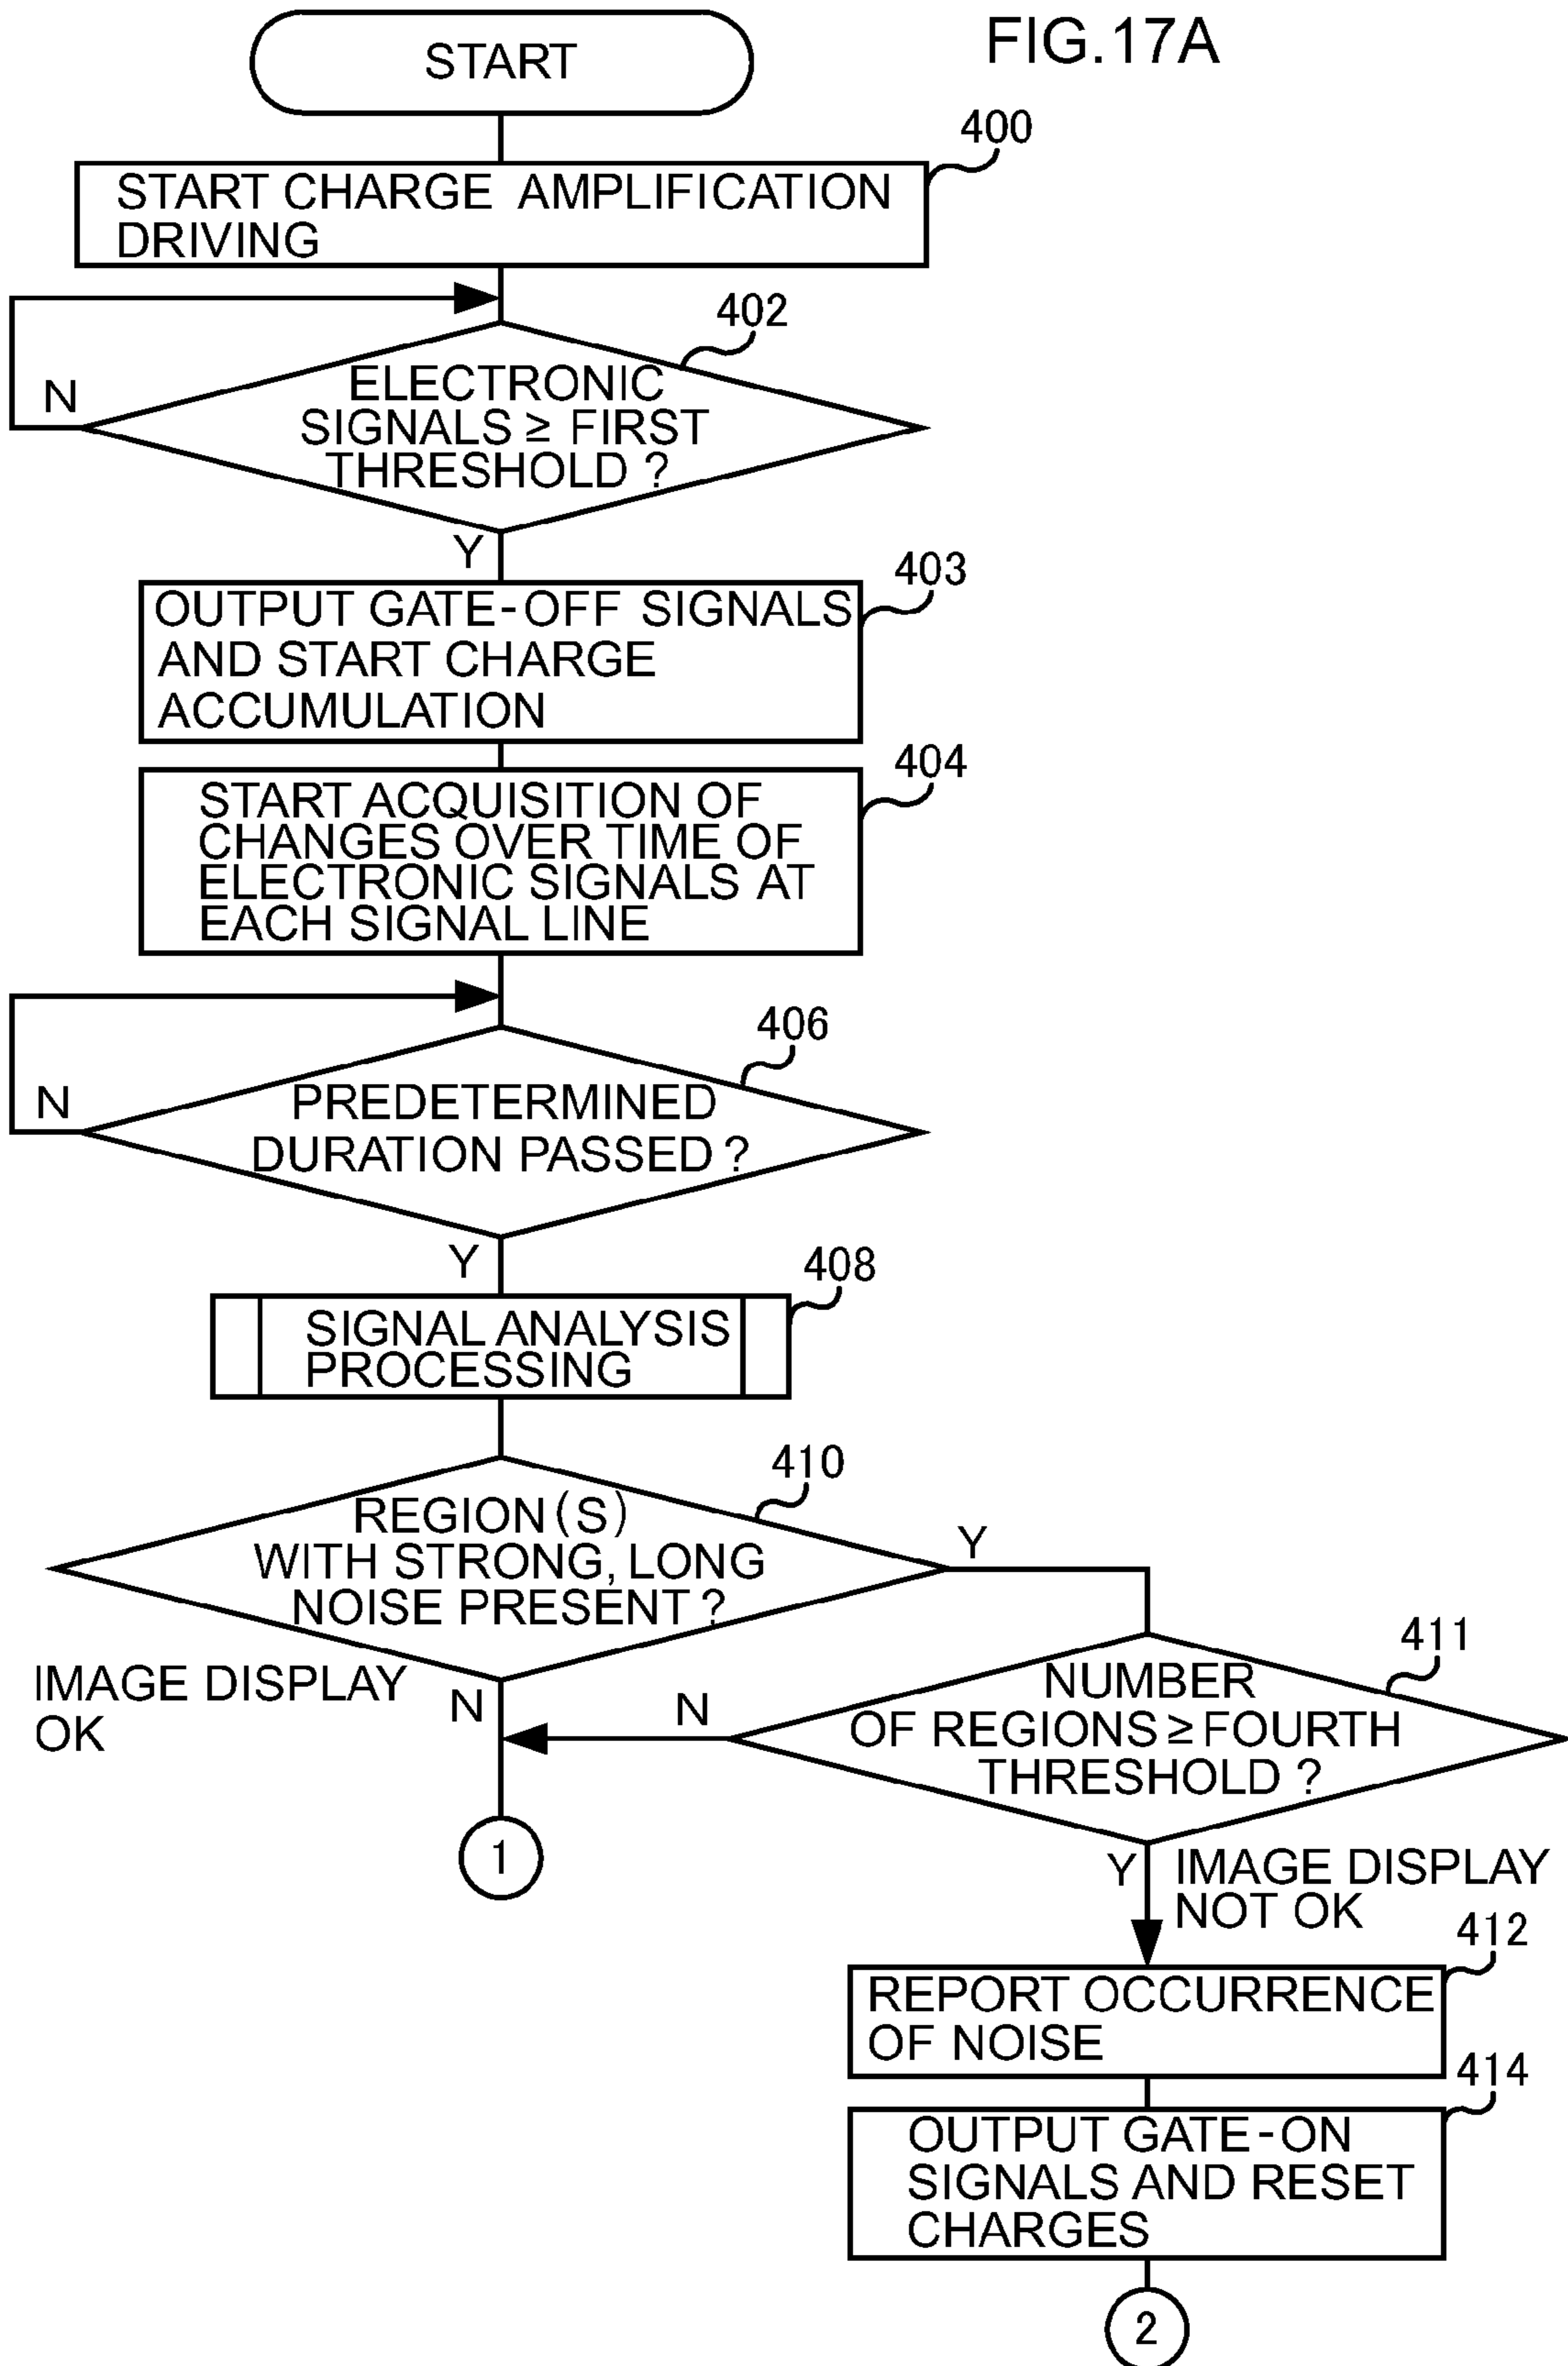 FIG.17A
START
400
START CHARGE AMPLIFICATION
DRIVING
402
ELECTRONIC
SIGNALS ≥ FIRST
THRESHOLD ?
N
Y
403
OUTPUT GATE-OFF SIGNALS
AND START CHARGE
ACCUMULATION
404
START ACQUISITION OF
CHANGES OVER TIME OF
ELECTRONIC SIGNALS AT
EACH SIGNAL LINE
406
PREDETERMINED
DURATION PASSED ?
N
Y
408
SIGNAL ANALYSIS
PROCESSING
410
REGION(S)
WITH STRONG, LONG
NOISE PRESENT ?
Y
IMAGE DISPLAY
OK
N
411
NUMBER
OF REGIONS ≥ FOURTH
THRESHOLD ?
N
1
Y
IMAGE DISPLAY
NOT OK
412
REPORT OCCURRENCE
OF NOISE
414
OUTPUT GATE-ON
SIGNALS AND RESET
CHARGES
2